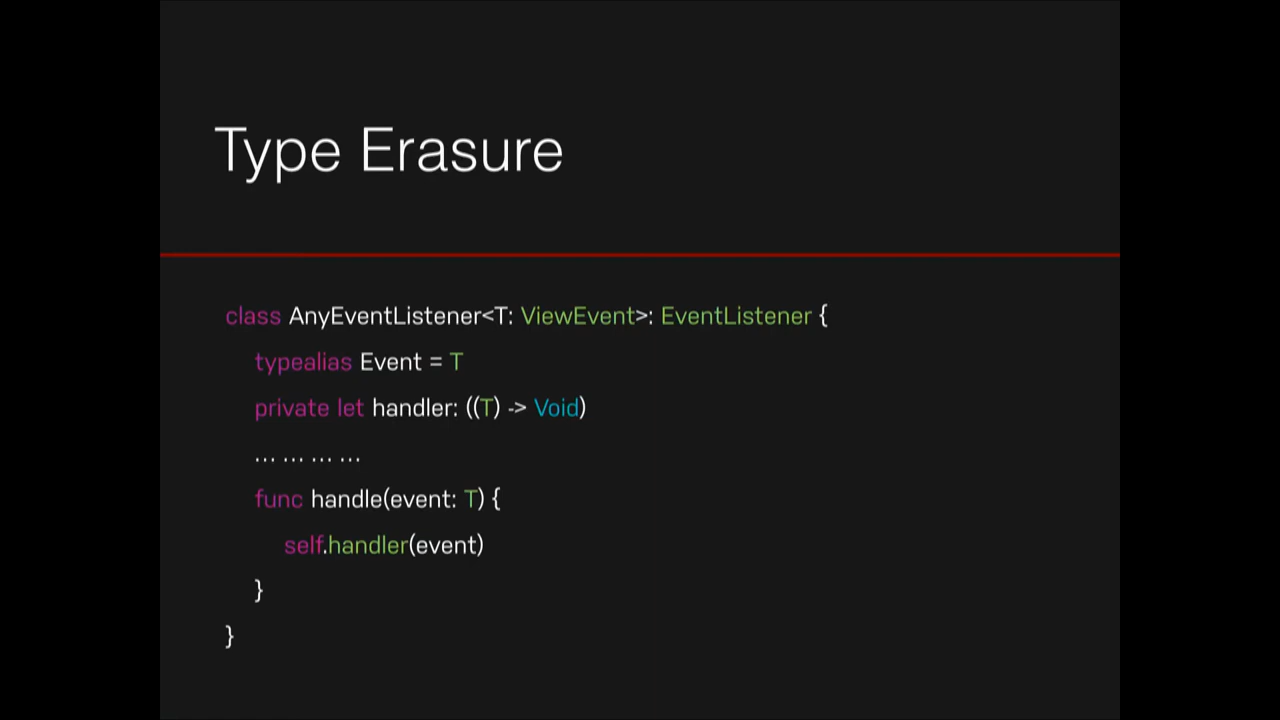 Type Erasure
class AnyEventListener<T: ViewEvent>: EventListener {
typealias Event = T
private let handler: ((T) -> Void)
... ... ... ...
func handle(event: T) {
self.handler(event)
}
}